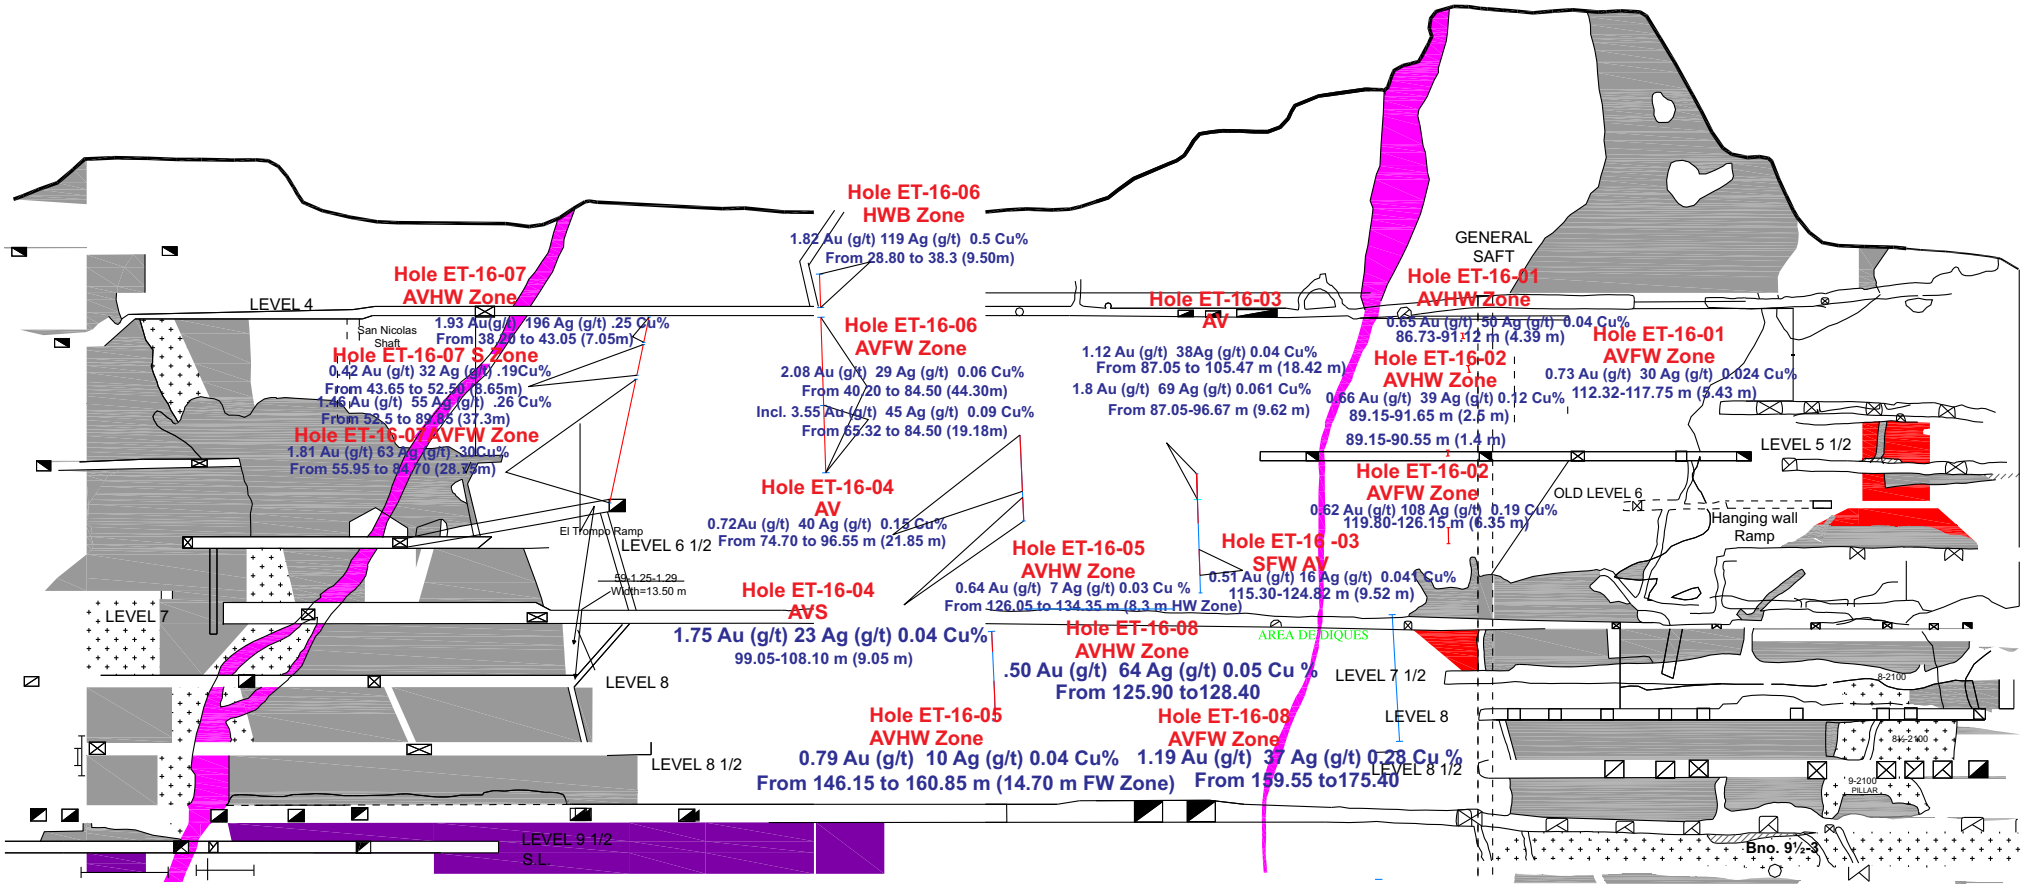 Hole ET-16-06
HWB Zone
1.82 Au (g/t) 119 Ag (g/t) 0.5 Cu%
From 28.80 to 38.3 (9.50m)
GENERAL
SAFT
Hole ET-16-07
AVHW Zone
LEVEL 4
1.93 Au(g/t) 196 Ag (g/t) .25 Cu%
From 38.20 to 43.05 (7.05m)
San Nicolas
Shaft
Hole ET-16-07 S Zone
0.42 Au (g/t) 32 Ag (g/t) .19Cu%
From 43.65 to 52.50 (8.65m)
1.46 Au (g/t) 55 Ag (g/t) .26 Cu%
From 52.5 to 89.85 (37.3m)
Hole ET-16-07 AVFW Zone
1.81 Au (g/t) 63 Ag (g/t) .30Cu%
From 55.95 to 84.70 (28.75m)
Hole ET-16-06
AVFW Zone
2.08 Au (g/t) 29 Ag (g/t) 0.06 Cu%
From 40.20 to 84.50 (44.30m)
Incl. 3.55 Au (g/t) 45 Ag (g/t) 0.09 Cu%
From 65.32 to 84.50 (19.18m)
Hole ET-16-03
AV
1.12 Au (g/t) 38Ag (g/t) 0.04 Cu%
From 87.05 to 105.47 m (18.42 m)
1.8 Au (g/t) 69 Ag (g/t) 0.061 Cu%
From 87.05-96.67 m (9.62 m)
Hole ET-16-01
AVHW Zone
0.65 Au (g/t) 50 Ag (g/t) 0.04 Cu%
86.73-91.12 m (4.39 m)
Hole ET-16-01
AVFW Zone
0.73 Au (g/t) 30 Ag (g/t) 0.024 Cu%
112.32-117.75 m (5.43 m)
Hole ET-16-02
AVHW Zone
0.66 Au (g/t) 39 Ag (g/t) 0.12 Cu%
89.15-91.65 m (2.5 m)
89.15-90.55 m (1.4 m)
LEVEL 5 1/2
Hole ET-16-02
AVFW Zone
0.62 Au (g/t) 108 Ag (g/t) 0.19 Cu%
119.80-126.15 m (6.35 m)
OLD LEVEL 6
Hanging wall
Ramp
Hole ET-16-04
AV
0.72Au (g/t) 40 Ag (g/t) 0.15 Cu%
From 74.70 to 96.55 m (21.85 m)
El Trompo Ramp
LEVEL 6 1/2
59-1.25-1.29
Width=13.50 m
Hole ET-16-05
AVHW Zone
0.64 Au (g/t) 7 Ag (g/t) 0.03 Cu %
From 126.05 to 134.35 m (8.3 m HW Zone)
Hole ET-16 -03
SFW AV
0.51 Au (g/t) 16 Ag (g/t) 0.041 Cu%
115.30-124.82 m (9.52 m)
Hole ET-16-04
AVS
1.75 Au (g/t) 23 Ag (g/t) 0.04 Cu%
99.05-108.10 m (9.05 m)
LEVEL 7
AREA DE DIQUES
Hole ET-16-08
AVHW Zone
.50 Au (g/t) 64 Ag (g/t) 0.05 Cu %
From 125.90 to128.40
LEVEL 7 1/2
LEVEL 8
8-2100
Hole ET-16-05
AVHW Zone
0.79 Au (g/t) 10 Ag (g/t) 0.04 Cu%
From 146.15 to 160.85 m (14.70 m FW Zone)
Hole ET-16-08
AVFW Zone
1.19 Au (g/t) 37 Ag (g/t) 0.28 Cu %
From 159.55 to175.40
LEVEL 8
8½-2100
LEVEL 8 1/2
LEVEL 8 1/2
9-2100
PILLAR
LEVEL 9 1/2
S.L.
Bno. 9½-3